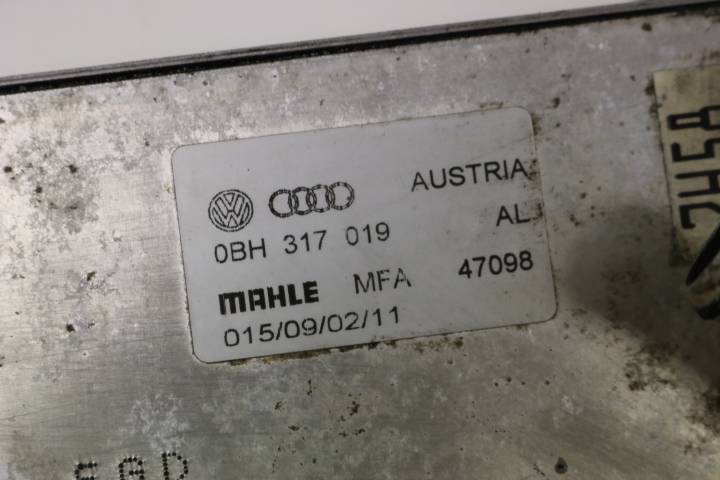 AUSTRIA
0BH 317 019 AL
MAHLE MFA 47098
015/09/02/11